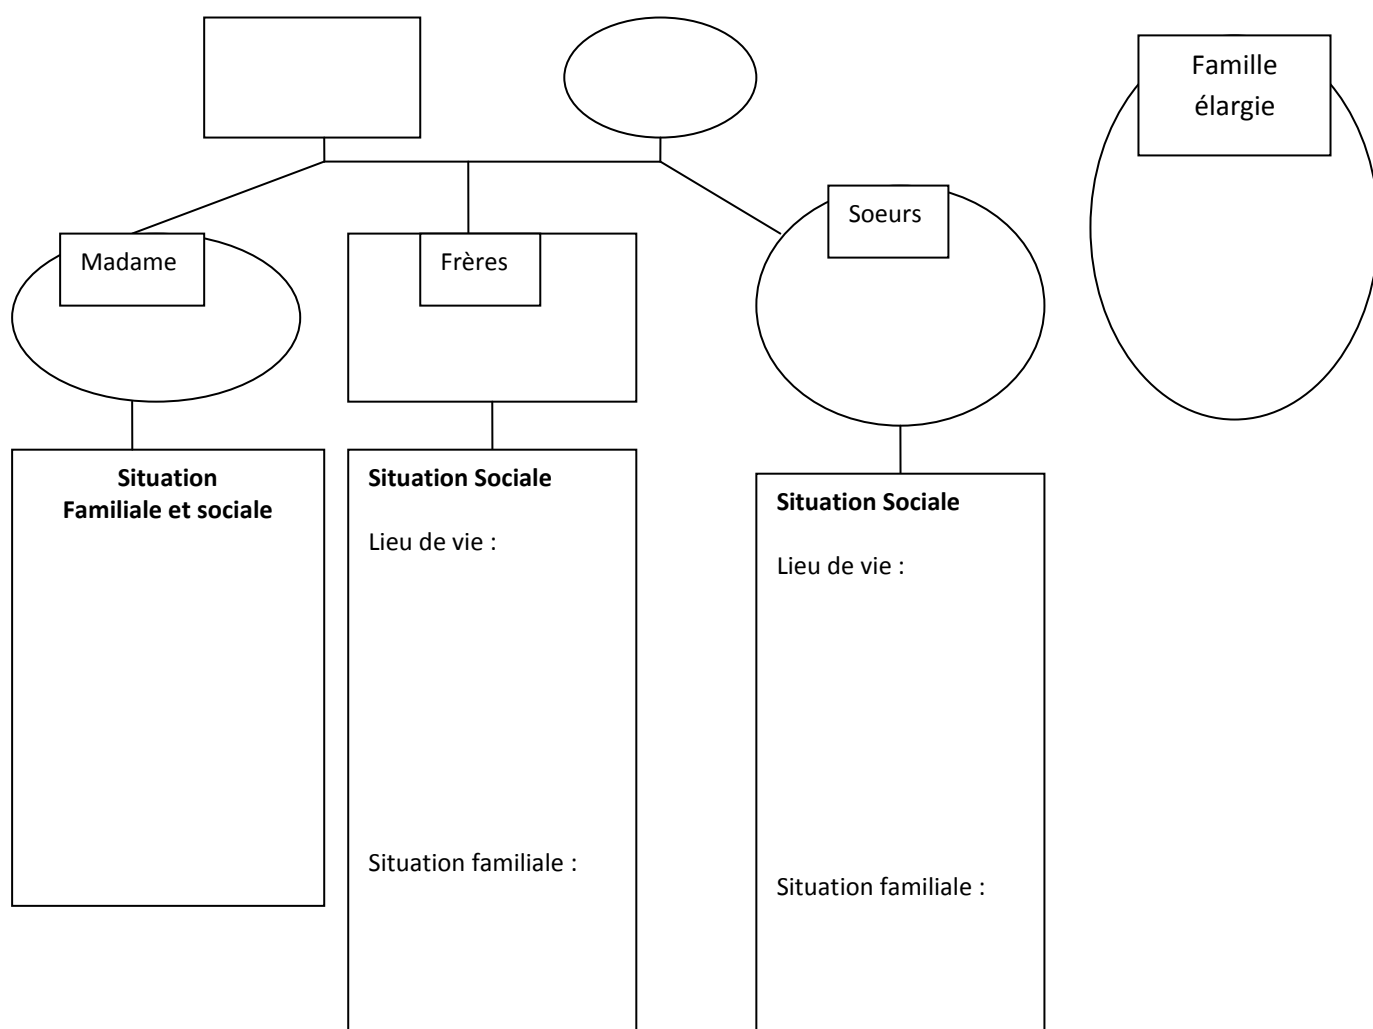 Famille
élargie
Soeurs
Madame
Frères
Situation
Familiale et sociale
Situation Sociale
Lieu de vie :
Situation familiale :
Situation Sociale
Lieu de vie :
Situation familiale :